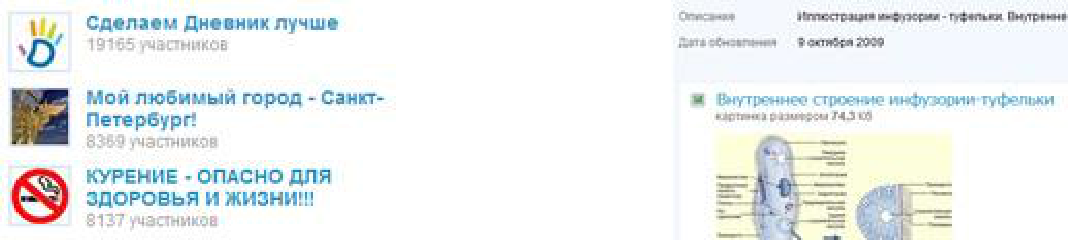 Сделаем Дневник лучше
19165 участников
Мой любимый город - Санкт-
Петербург!
8369 участников
КУРЕНИЕ - ОПАСНО ДЛЯ
ЗДОРОВЬЯ И ЖИЗНИ!!!
8137 участников
Описание Иллюстрация инфузории - туфельки. Внутренне
Дата обновления 9 октября 2009
Внутреннее строение инфузории-туфельки
картинка размером 74,3 Кб